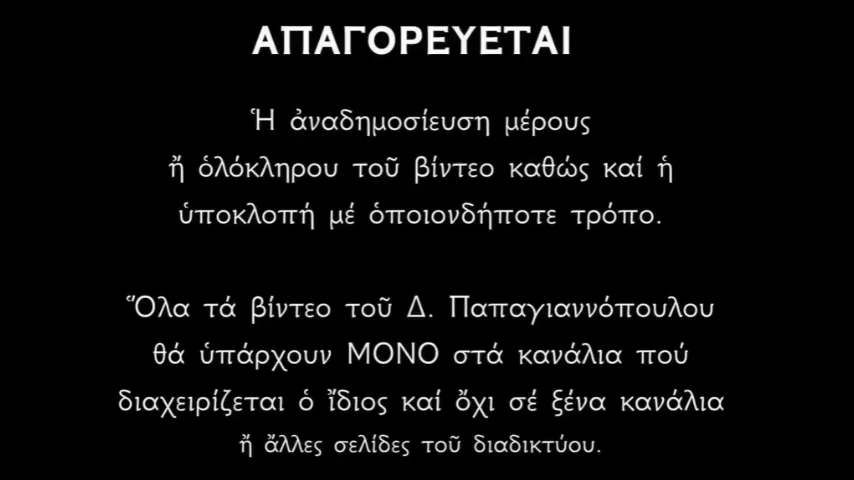 ΑΠΑΓΟΡΕΥΕΤΑΙ
Ἡ ἀναδημοσίευση μέρους
ἤ ὁλόκληρου τοῦ βίντεο καθώς καί ἡ
ὑποκλοπή μέ ὁποιονδήποτε τρόπο.
Ὅλα τά βίντεο τοῦ Δ. Παπαγιαννόπουλου
θά ὑπάρχουν ΜΟΝΟ στά κανάλια πού
διαχειρίζεται ὁ ἴδιος καί ὄχι σέ ξένα κανάλια
ἤ ἄλλες σελίδες τοῦ διαδικτύου.